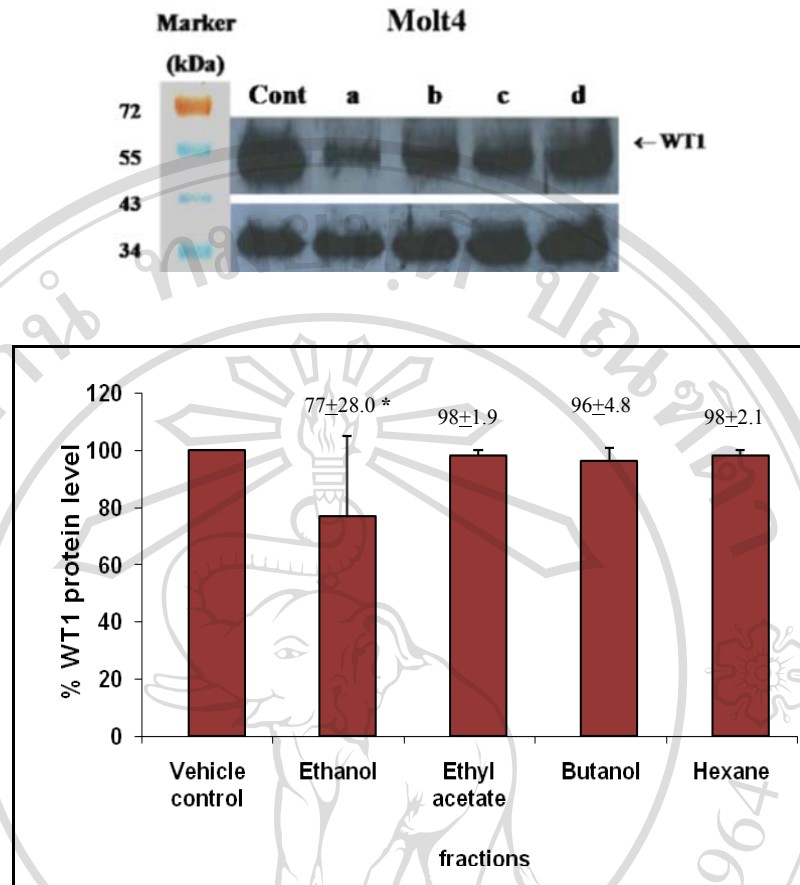 Marker
(kDa)
Molt4
Cont a b c d
72
55
43
34
←WT1
120
100
80
60
40
20
0
% WT1 protein level
77±28.0 *
98±1.9
96±4.8
98±2.1
Vehicle control
Ethanol
Ethyl acetate
Butanol
Hexane
fractions
964